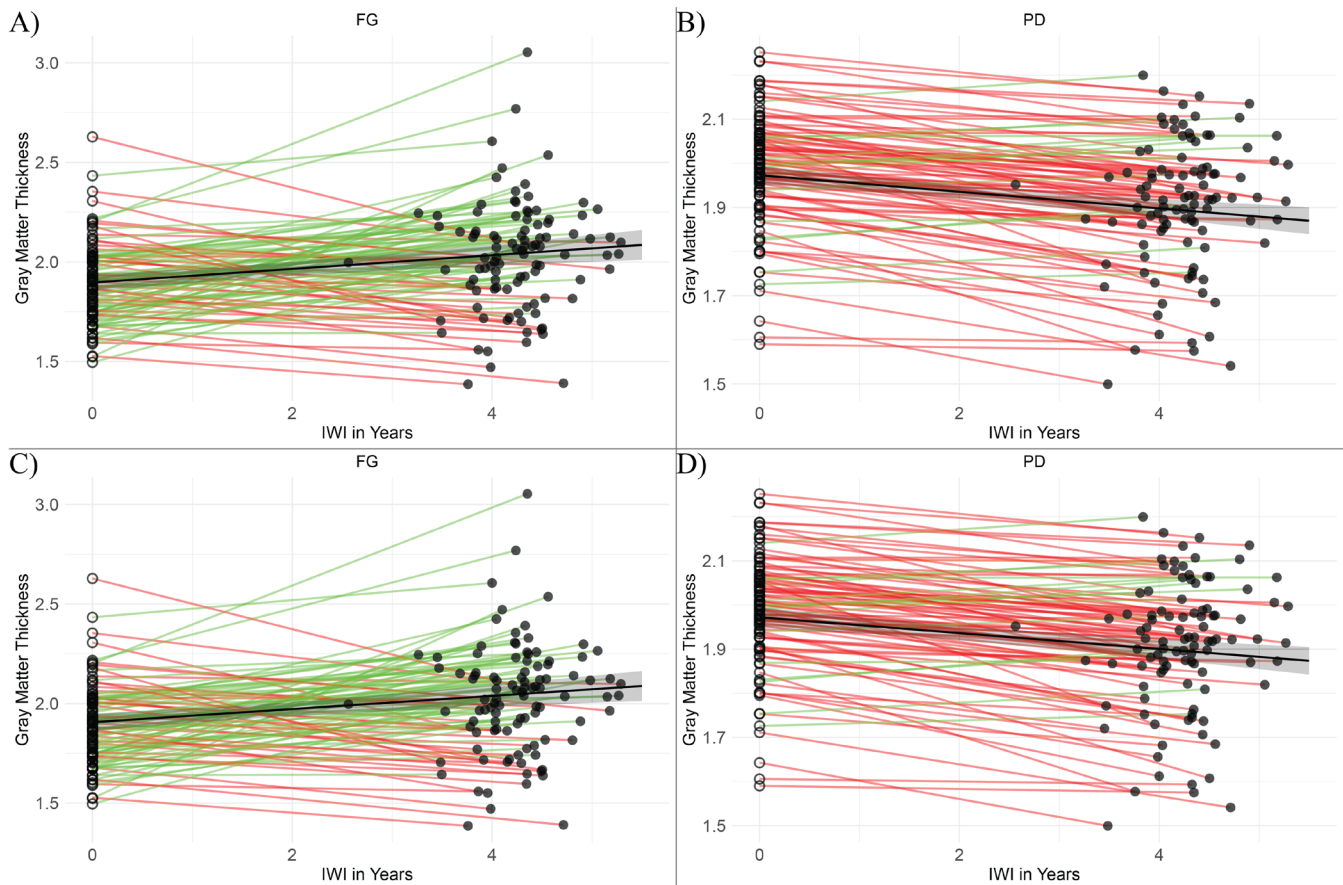 A)
FG
3.0
2.5
2.0
1.5
Gray Matter Thickness
0
2
4
IWI in Years
B)
PD
2.1
1.9
1.7
1.5
Gray Matter Thickness
0
2
4
IWI in Years
C)
FG
3.0
2.5
2.0
1.5
Gray Matter Thickness
0
2
4
IWI in Years
D)
PD
2.1
1.9
1.7
1.5
Gray Matter Thickness
0
2
4
IWI in Years